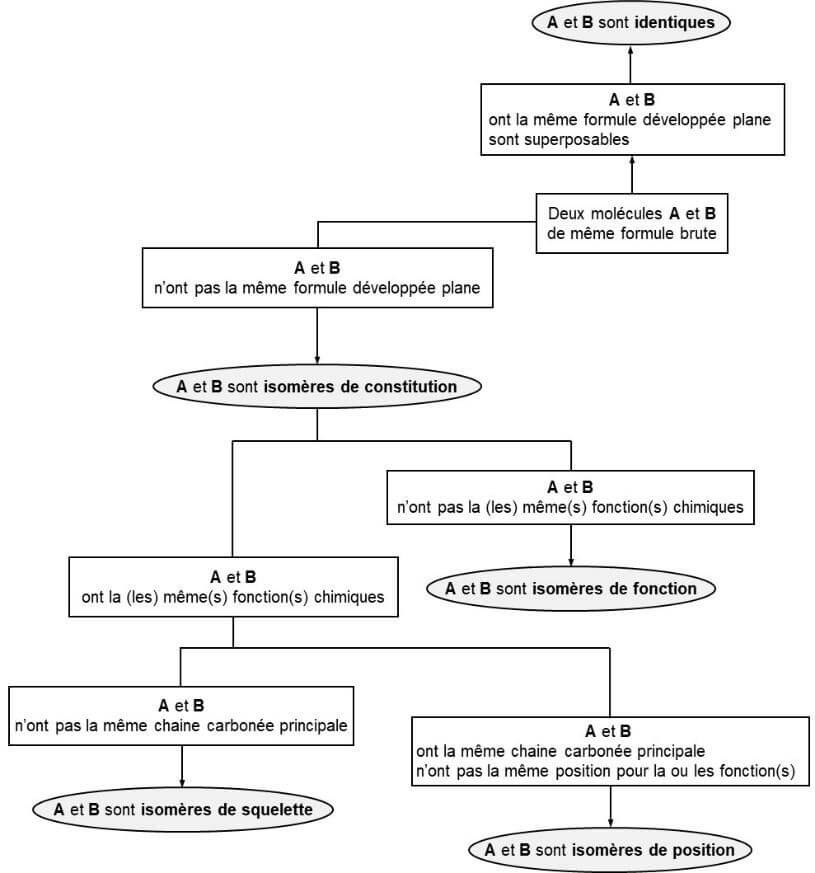 A et B sont identiques
A et B
ont la même formule développée plane
sont superposables
Deux molécules A et B
de même formule brute
A et B
n'ont pas la même formule développée plane
A et B sont isomères de constitution
A et B
n'ont pas la (les) même(s) fonction(s) chimiques
A et B sont isomères de fonction
A et B
ont la (les) même(s) fonction(s) chimiques
A et B
n'ont pas la même chaine carbonée principale
A et B
ont la même chaine carbonée principale
n'ont pas la même position pour la ou les fonction(s)
A et B sont isomères de squelette
A et B sont isomères de position